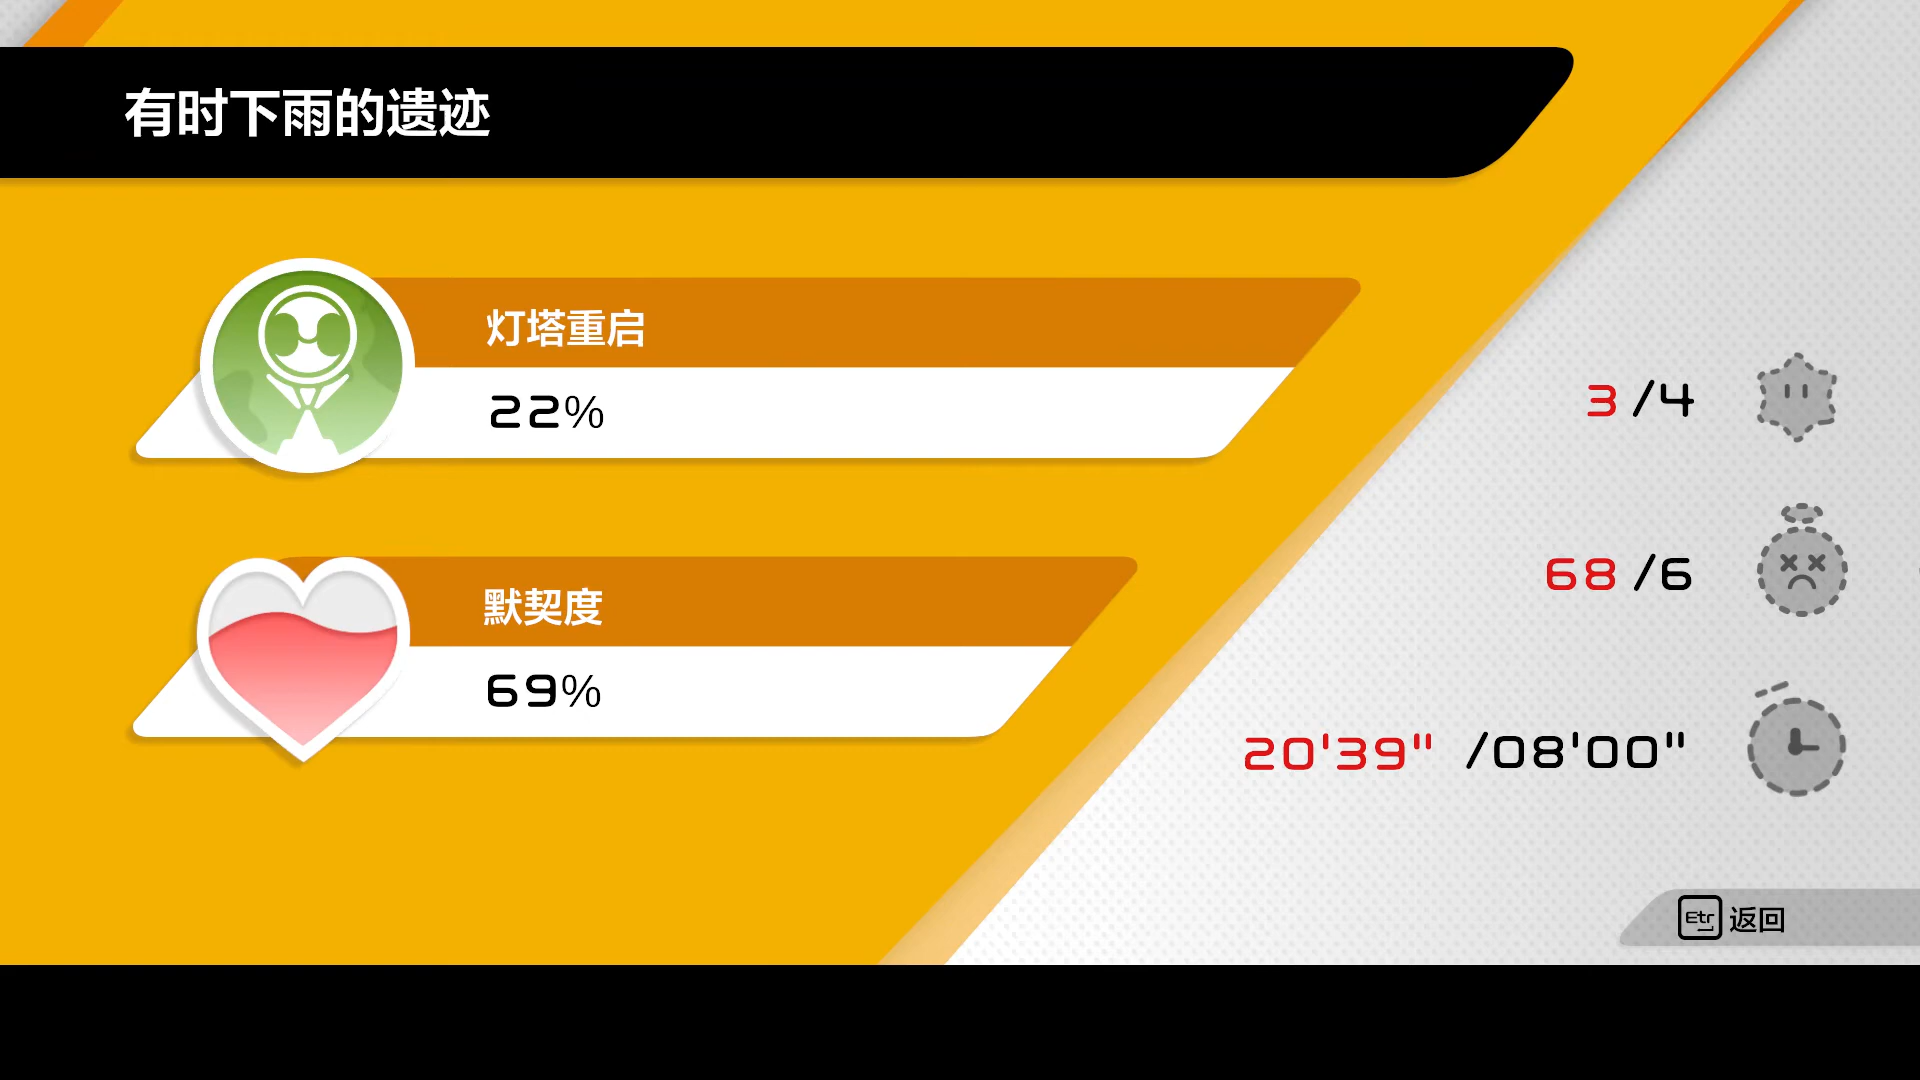 有时下雨的遗迹
灯塔重启
22%
默契度
69%
3 /4
68 /6
20'39" /08'00"
Etr 返回